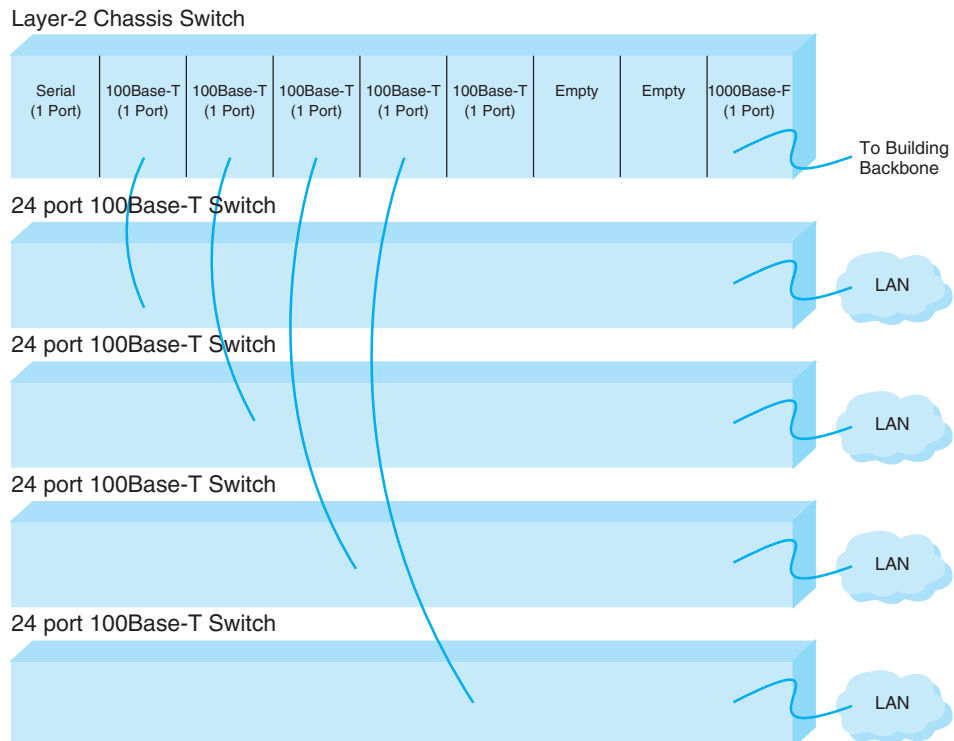 Layer-2 Chassis Switch
Serial
(1 Port)
100Base-T
(1 Port)
100Base-T
(1 Port)
100Base-T
(1 Port)
100Base-T
(1 Port)
100Base-T
(1 Port)
Empty
Empty
1000Base-F
(1 Port)
To Building
Backbone
24 port 100Base-T Switch
LAN
24 port 100Base-T Switch
LAN
24 port 100Base-T Switch
LAN
24 port 100Base-T Switch
LAN